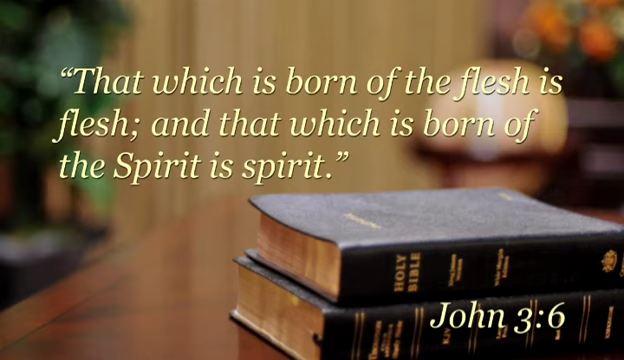 “That which is born of the flesh is
flesh; and that which is born of
the Spirit is spirit.”
HOLY
BIBLE
John 3:6